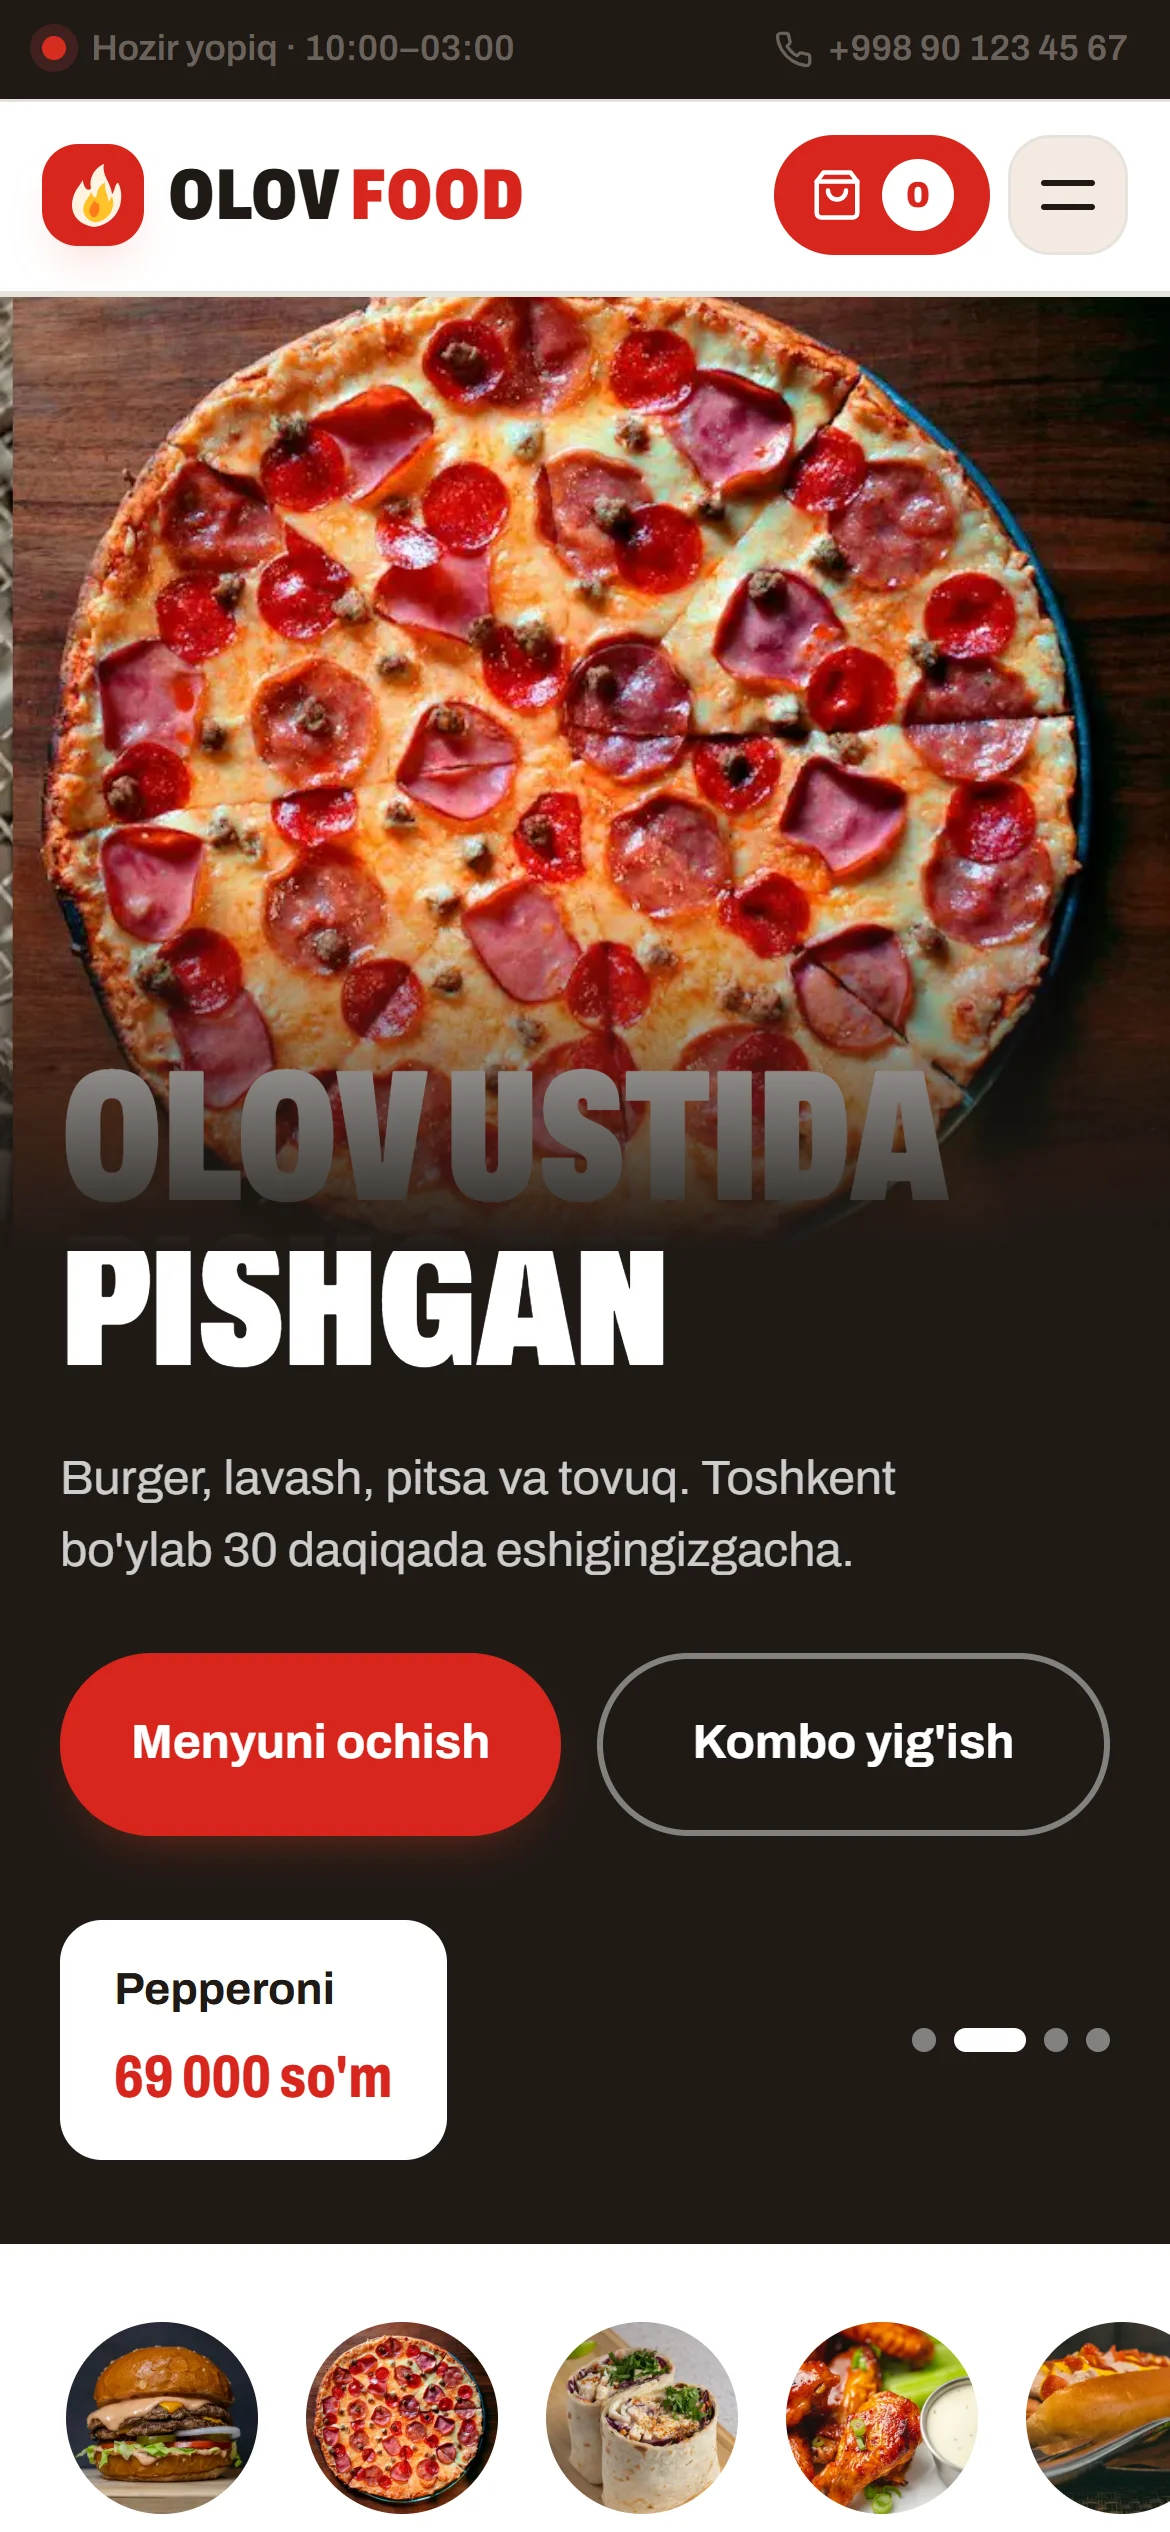 Hozir yopiq · 10:00–03:00
+998 90 123 45 67
OLOV FOOD
0
OLOV USTIDA
PISHGAN
Burger, lavash, pitsa va tovuq. Toshkent
bo'ylab 30 daqiqada eshigingizgacha.
Menyuni ochish
Kombo yig'ish
Pepperoni
69 000 so'm